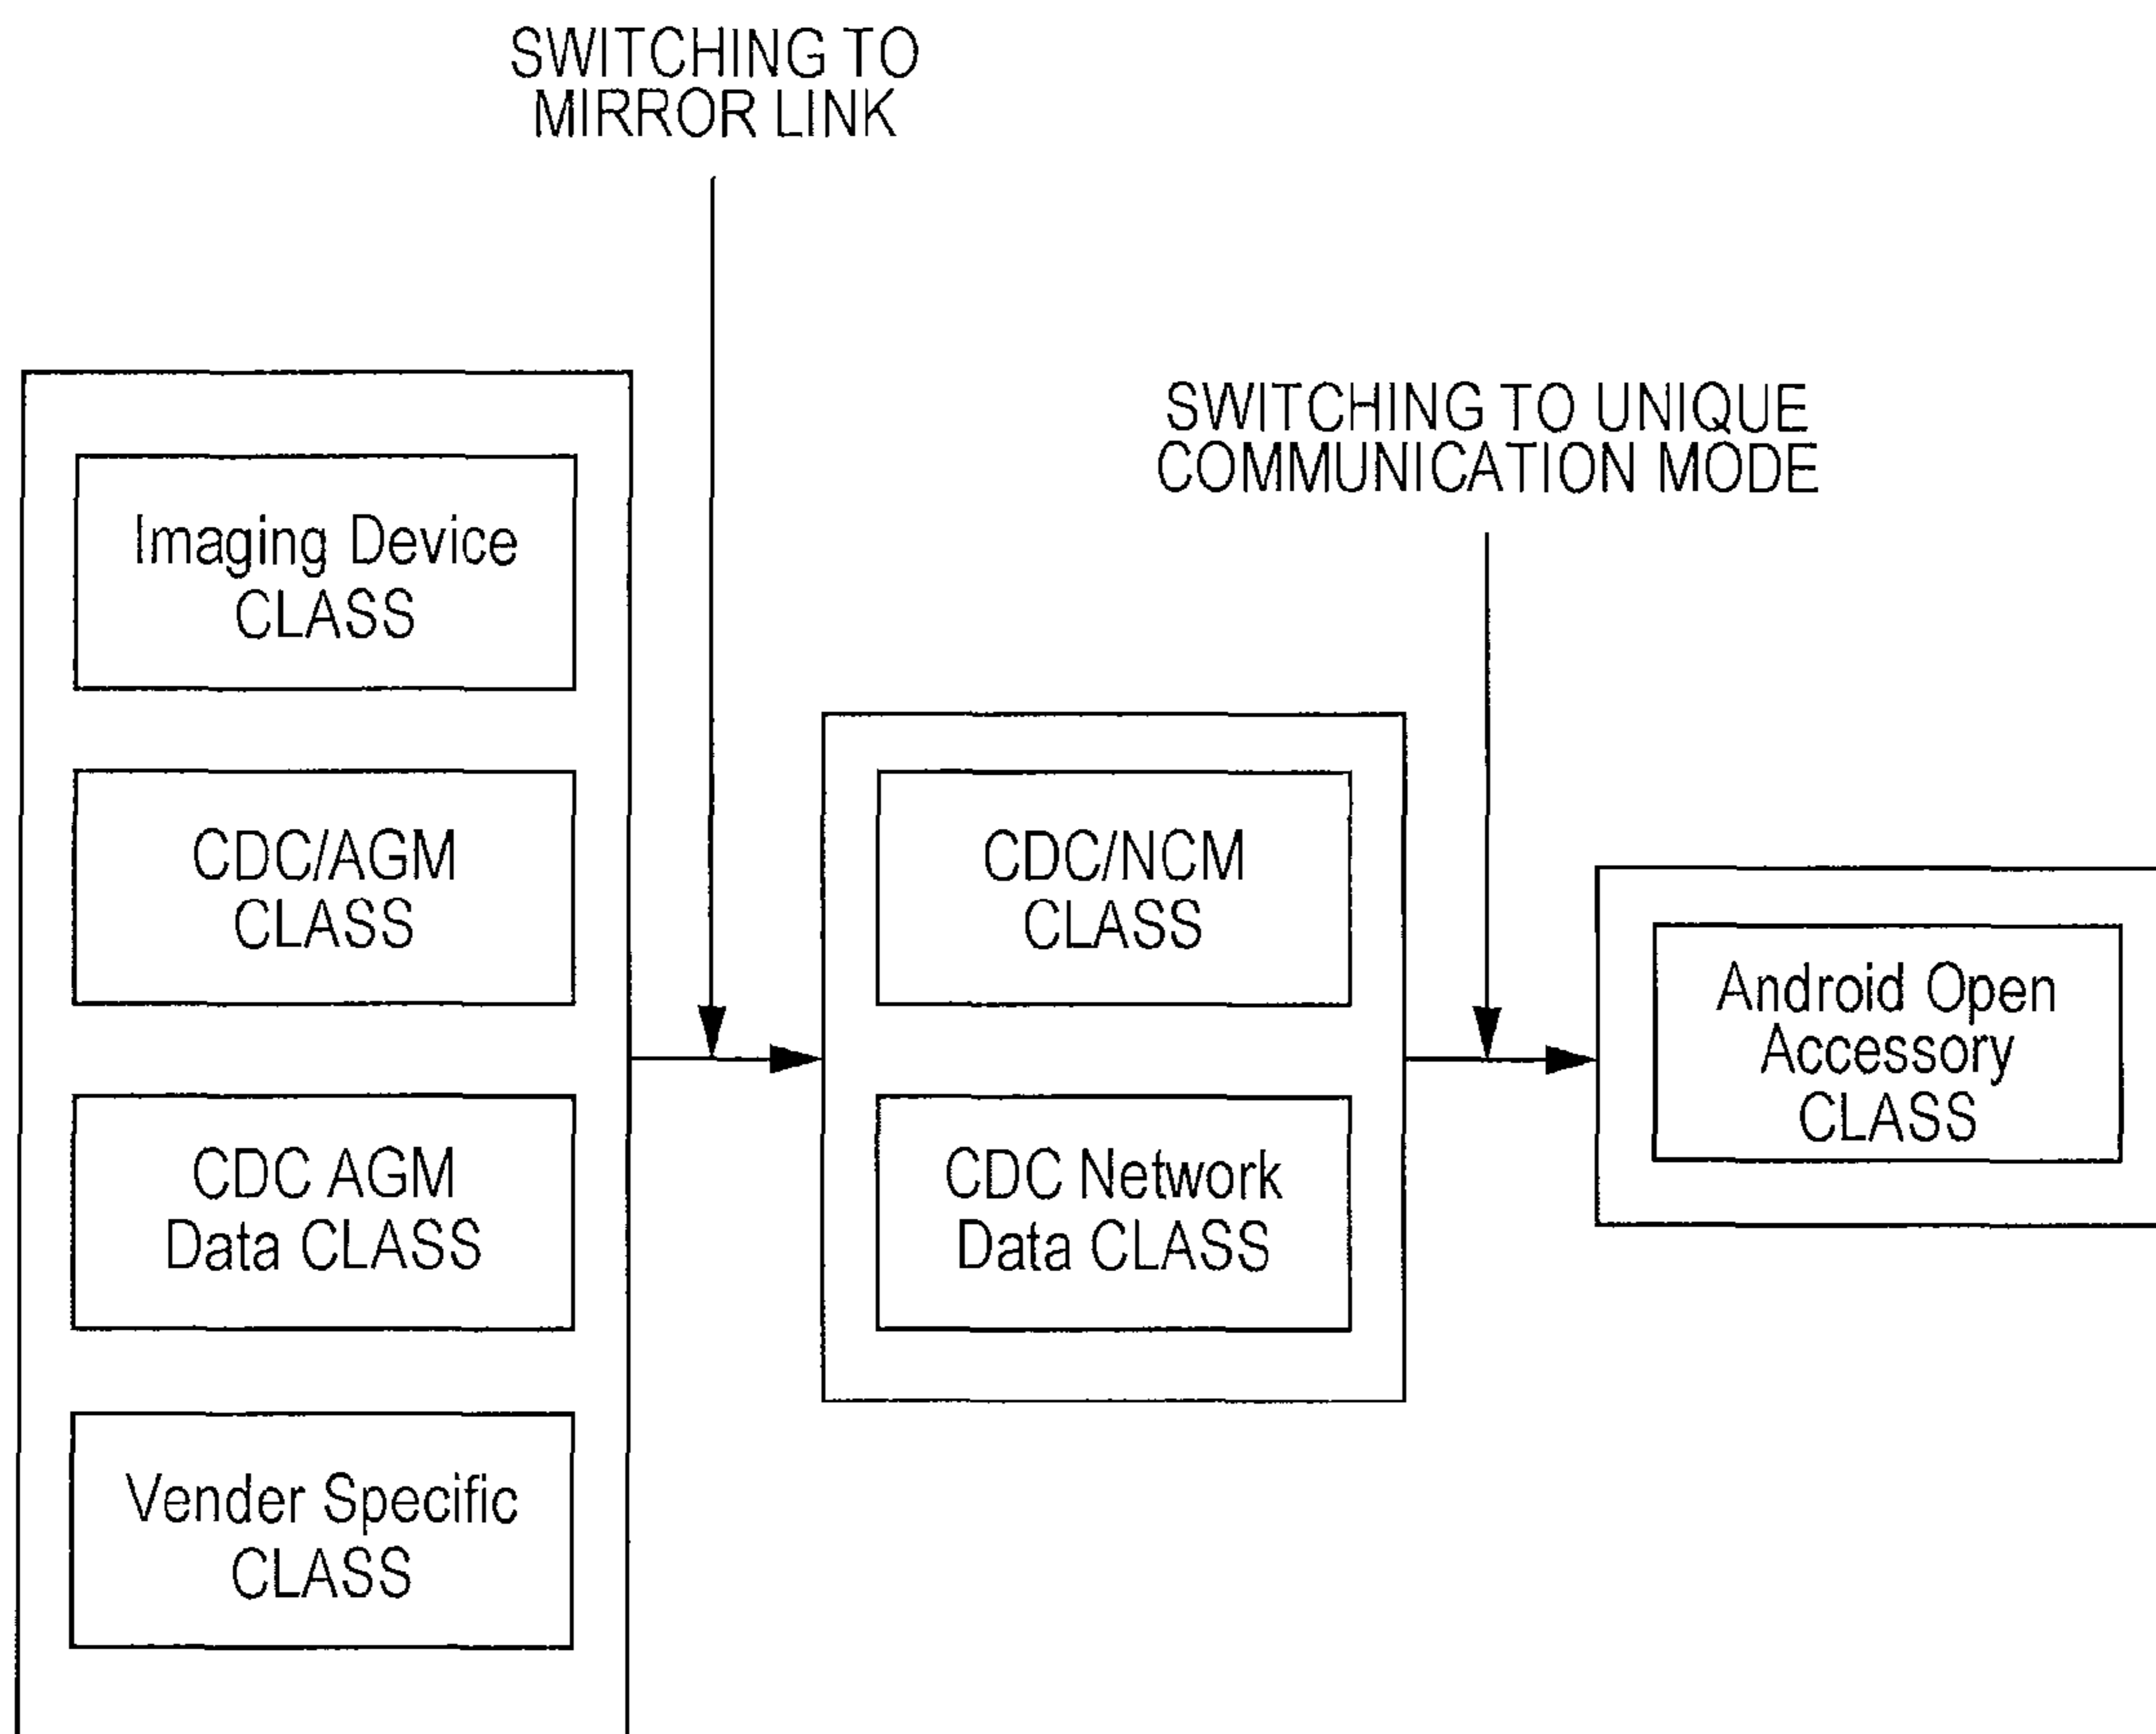 SWITCHING TO
MIRROR LINK
SWITCHING TO UNIQUE
COMMUNICATION MODE
Imaging Device
CLASS
CDC/AGM
CLASS
CDC AGM
Data CLASS
Vender Specific
CLASS
CDC/NCM
CLASS
CDC Network
Data CLASS
Android Open
Accessory
CLASS